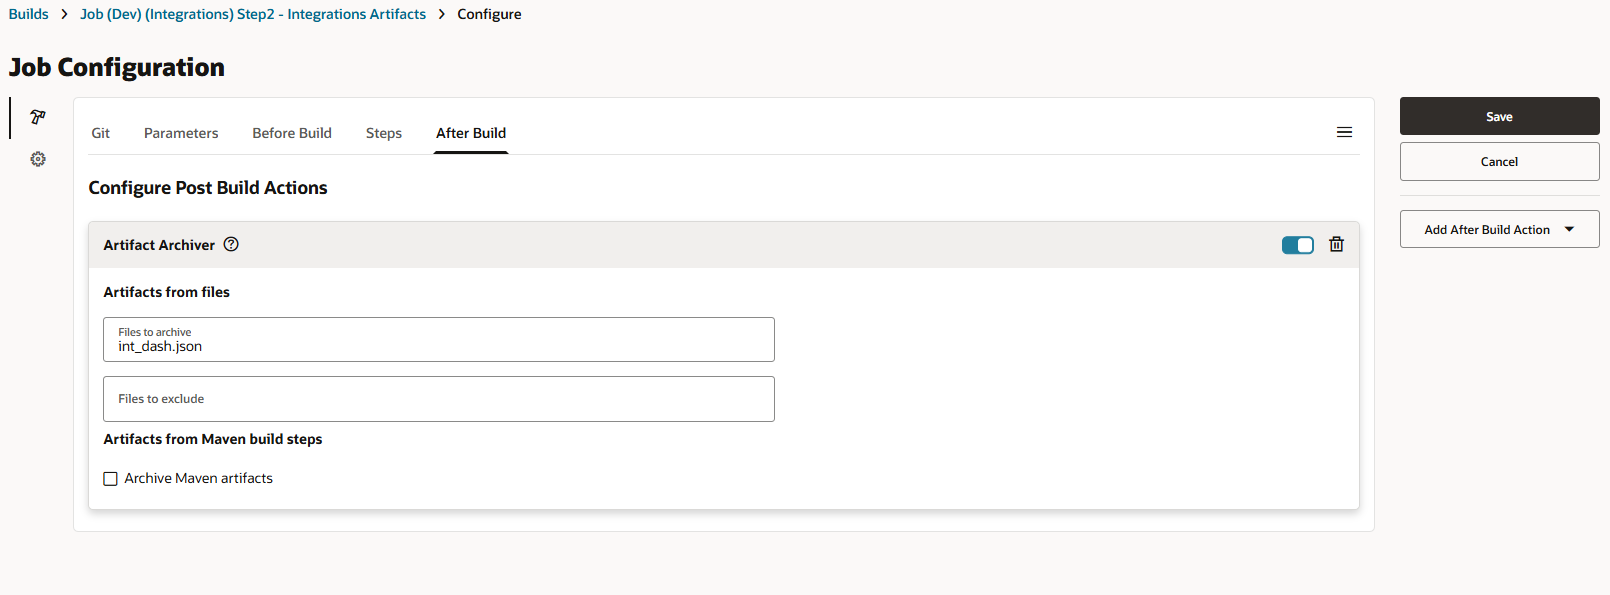 Builds > Job (Dev) (Integrations) Step2 - Integrations Artifacts > Configure
Job Configuration
Git Parameters Before Build Steps After Build
Save
Cancel
Add After Build Action
Configure Post Build Actions
Artifact Archiver
Artifacts from files
Files to archive
int_dash.json
Files to exclude
Artifacts from Maven build steps
Archive Maven artifacts